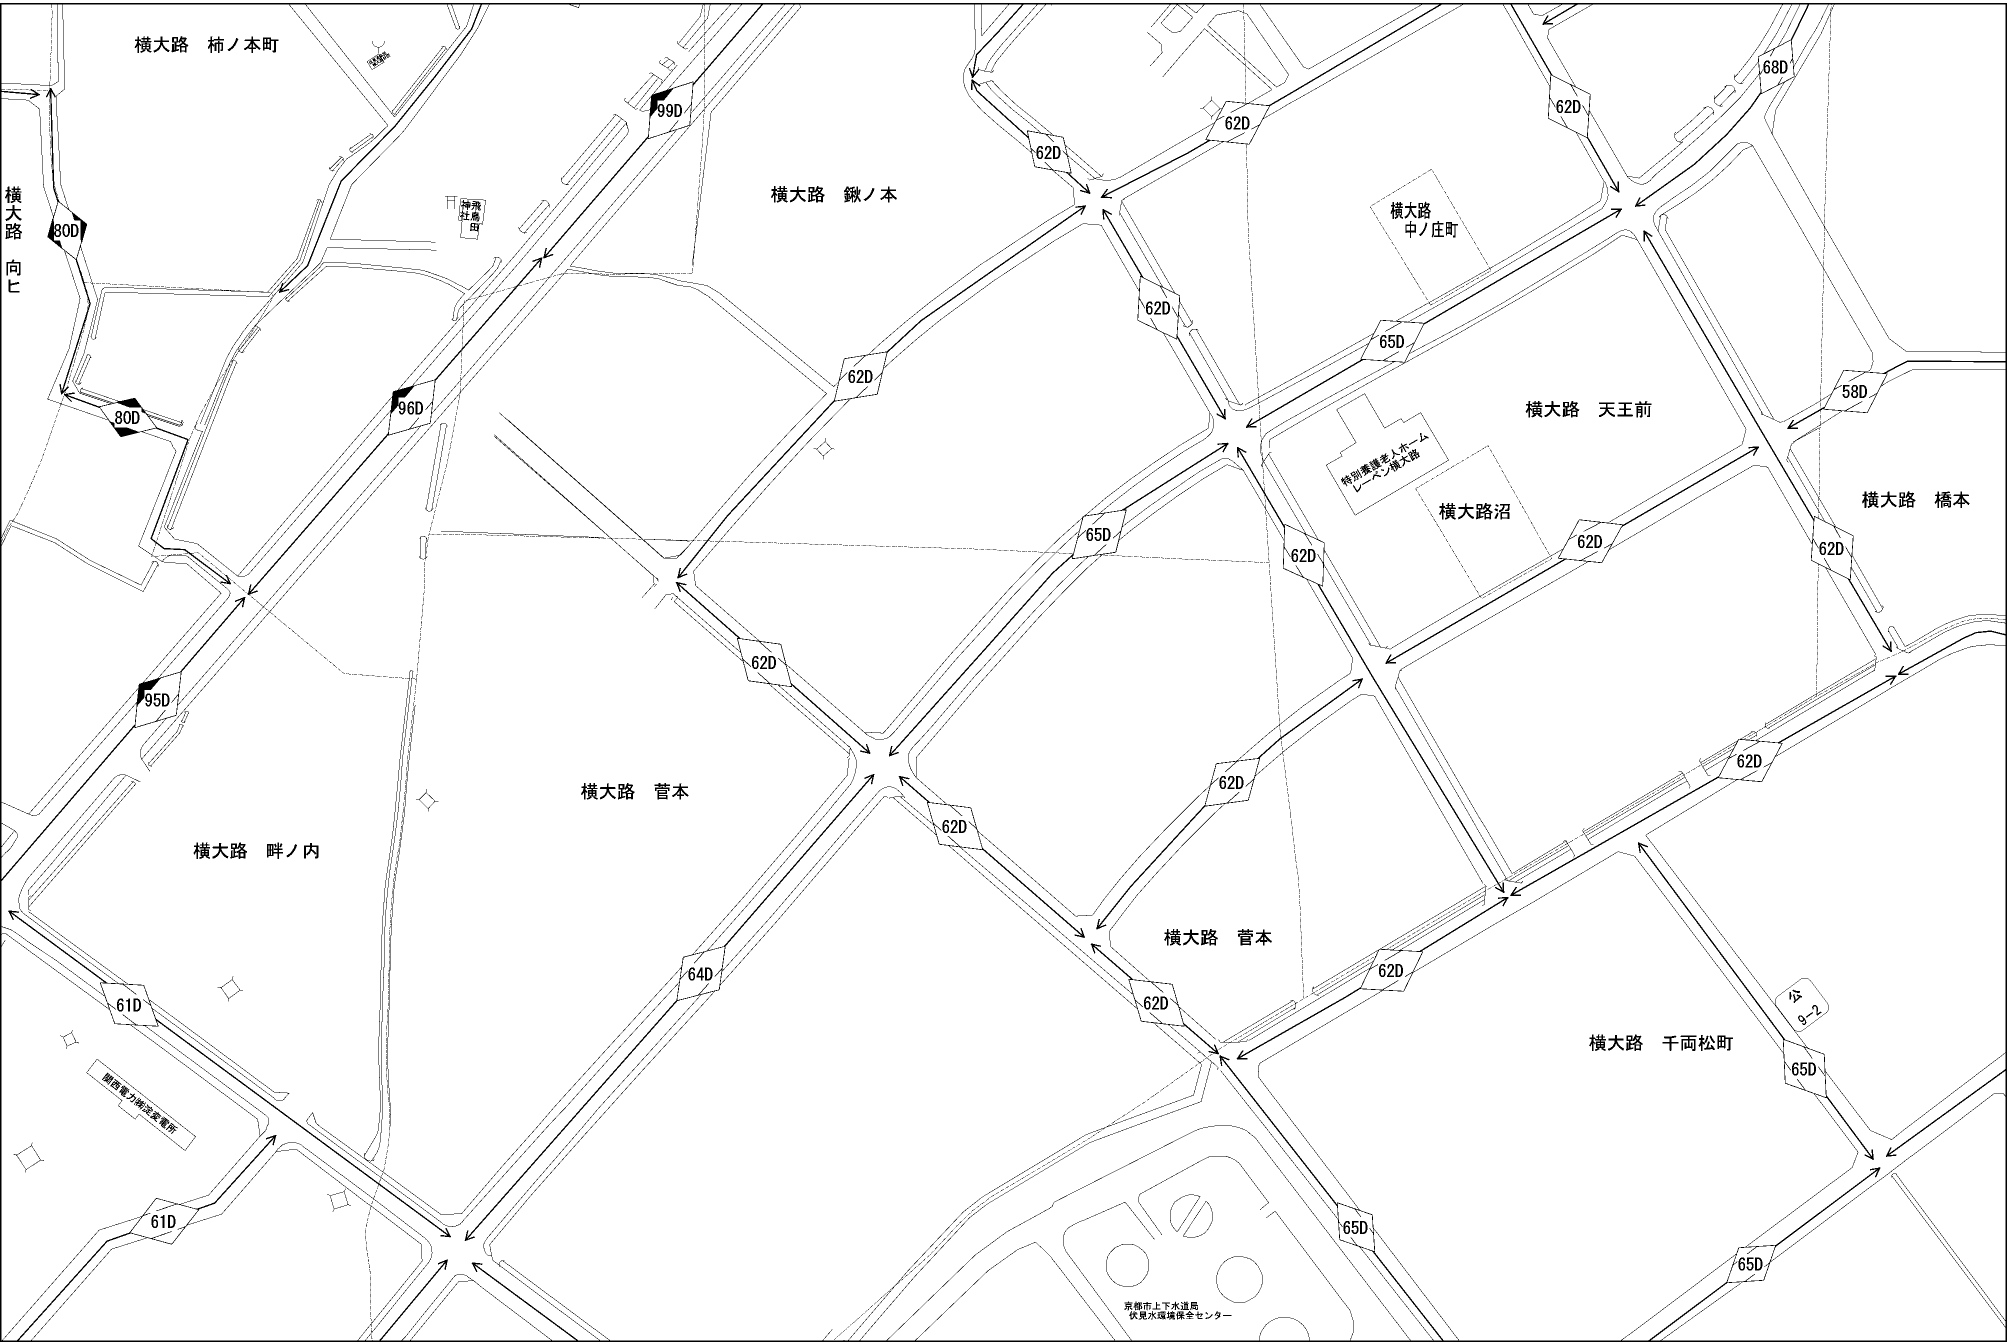 横大路　柿ノ本町
68D
99D
62D
62D
62D
横大路　向ヒ
横大路　鍬ノ本
飛鳥田
神社
横大路
中ノ庄町
80D
62D
65D
62D
58D
96D
80D
横大路　天王前
特別養護老人ホーム
レーベン横大路
横大路沼
横大路　橋本
65D
62D
62D
62D
62D
95D
62D
62D
横大路　菅本
62D
横大路　畔ノ内
横大路　菅本
64D
62D
61D
62D
公
9-2
横大路　千両松町
65D
関西電力㈱淀変電所
61D
65D
65D
京都市上下水道局
伏見水環境保全センター